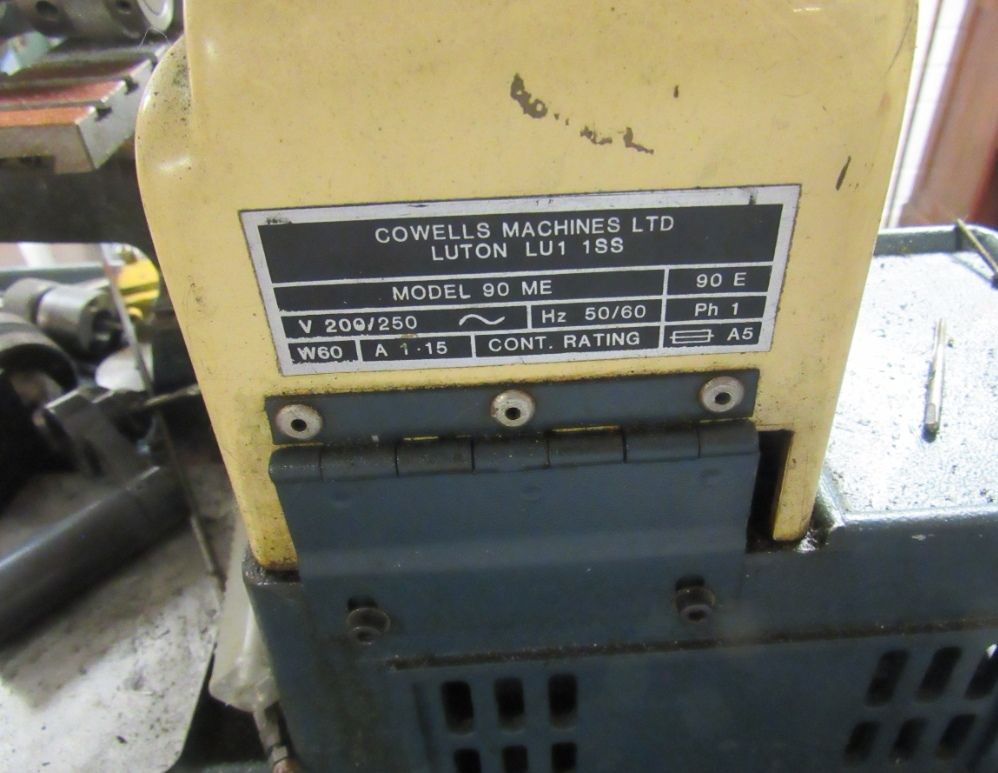 COWELLS MACHINES LTD
LUTON LU1 1SS
MODEL 90 ME 90 E
V 200/250 Hz 50/60 Ph 1
W60 A 1·15 CONT. RATING A5